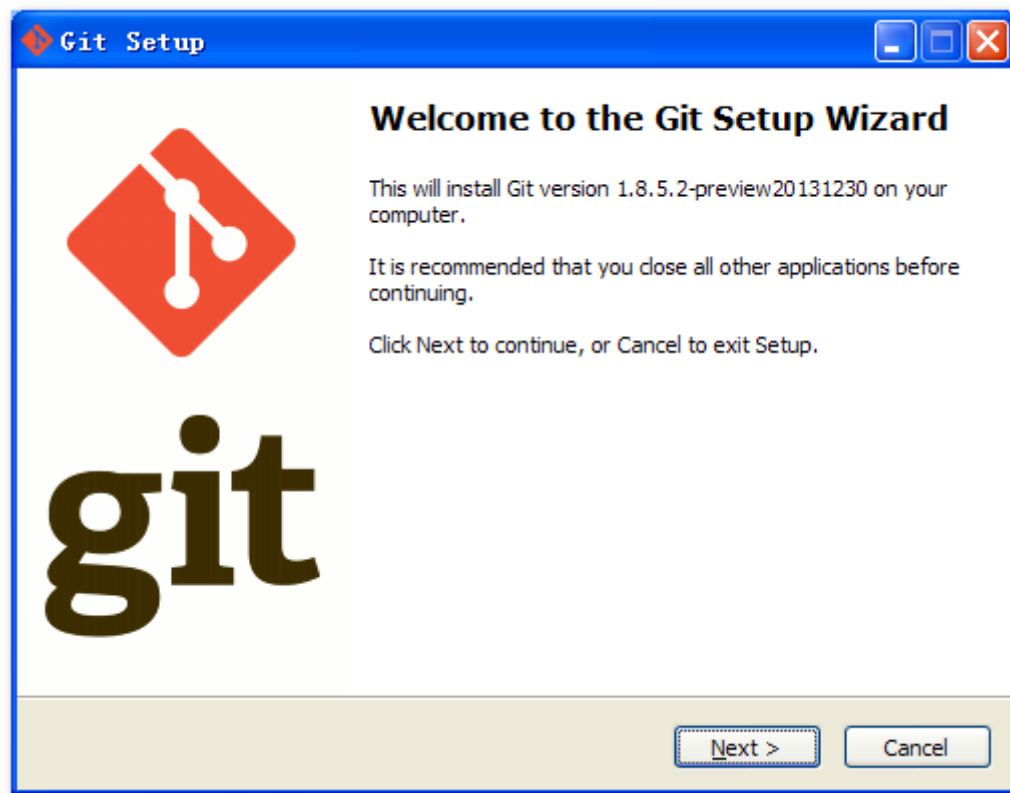 Git Setup
Welcome to the Git Setup Wizard
This will install Git version 1.8.5.2-preview20131230 on your
computer.
It is recommended that you close all other applications before
continuing.
Click Next to continue, or Cancel to exit Setup.
git
Next >
Cancel